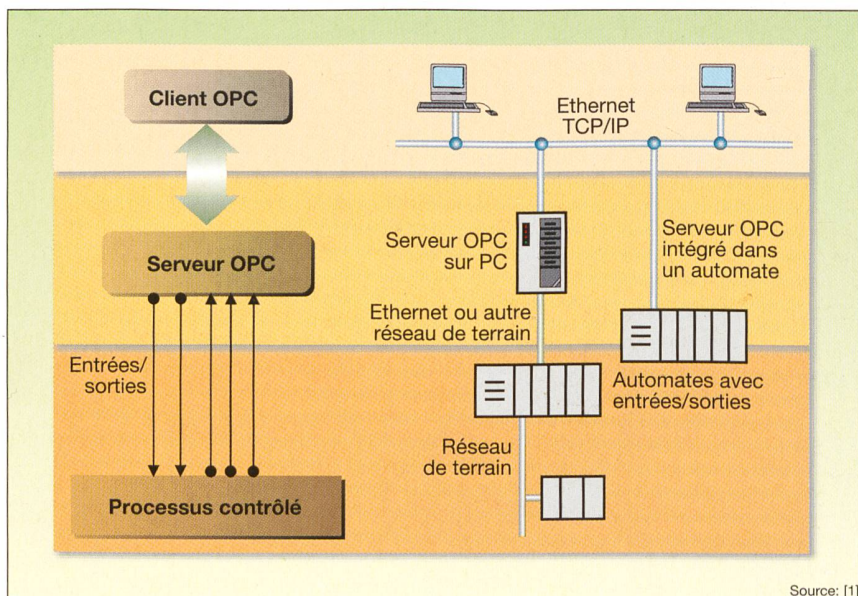 Client OPC
Serveur OPC
Entrées/
sorties
Processus contrôlé
Ethernet
TCP/IP
Serveur OPC
sur PC
Serveur OPC
intégré dans
un automate
Ethernet ou autre
réseau de terrain
Automates avec
entrées/sorties
Réseau
de terrain
Source: [1]